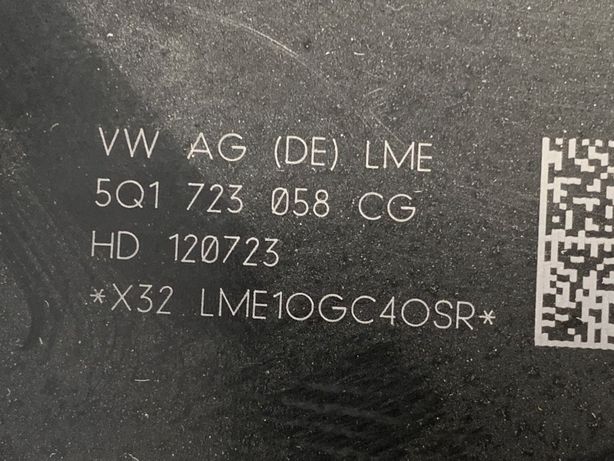 VW AG (DE) LME
5Q1 723 058 CG
HD 120723
*X32 LME10GC40SR*